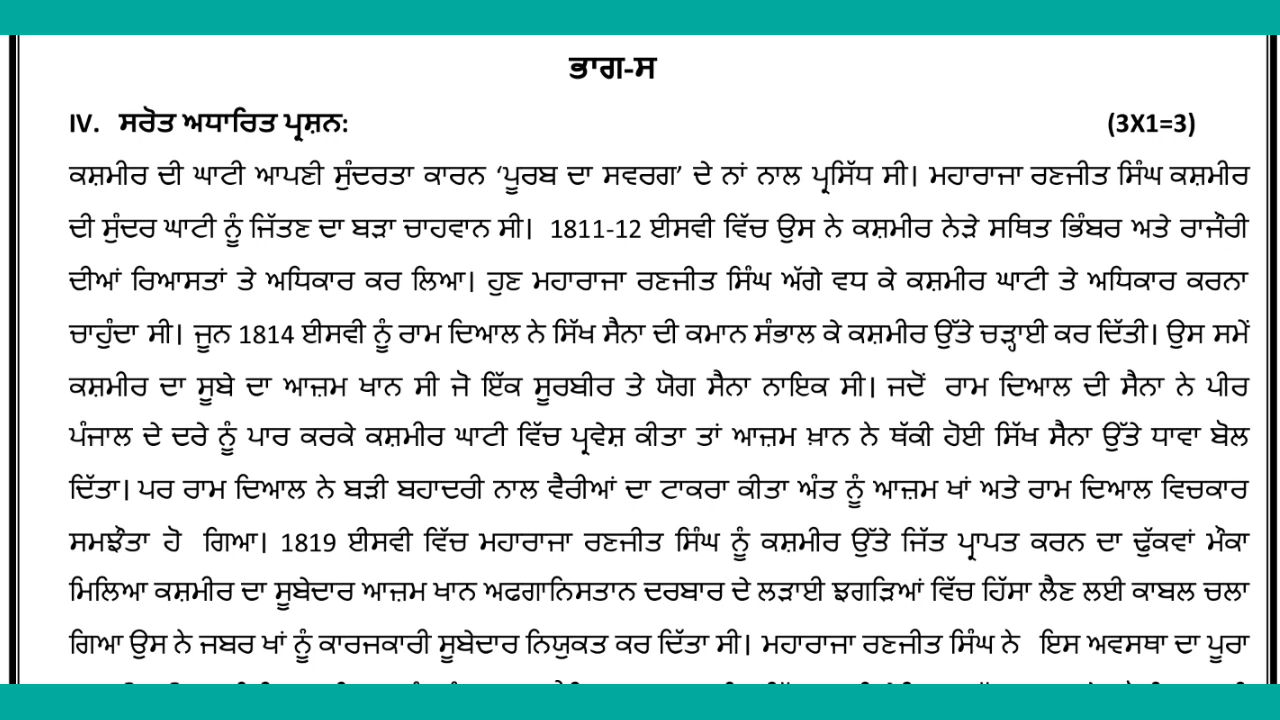 ਭਾਗ-ਸ
IV. ਸਰੋਤ ਅਧਾਰਿਤ ਪ੍ਰਸ਼ਨ: (3X1=3)
ਕਸ਼ਮੀਰ ਦੀ ਘਾਟੀ ਆਪਣੀ ਸੁੰਦਰਤਾ ਕਾਰਨ ‘ਪੂਰਬ ਦਾ ਸਵਰਗ’ ਦੇ ਨਾਂ ਨਾਲ ਪ੍ਰਸਿੱਧ ਸੀ। ਮਹਾਰਾਜਾ ਰਣਜੀਤ ਸਿੰਘ ਕਸ਼ਮੀਰ
ਦੀ ਸੁੰਦਰ ਘਾਟੀ ਨੂੰ ਜਿੱਤਣ ਦਾ ਬੜਾ ਚਾਹਵਾਨ ਸੀ। 1811-12 ਈਸਵੀ ਵਿੱਚ ਉਸ ਨੇ ਕਸ਼ਮੀਰ ਨੇੜੇ ਸਥਿਤ ਭਿੰਬਰ ਅਤੇ ਰਾਜੌਰੀ
ਦੀਆਂ ਰਿਆਸਤਾਂ ਤੇ ਅਧਿਕਾਰ ਕਰ ਲਿਆ। ਹੁਣ ਮਹਾਰਾਜਾ ਰਣਜੀਤ ਸਿੰਘ ਅੱਗੇ ਵਧ ਕੇ ਕਸ਼ਮੀਰ ਘਾਟੀ ਤੇ ਅਧਿਕਾਰ ਕਰਨਾ
ਚਾਹੁੰਦਾ ਸੀ। ਜੂਨ 1814 ਈਸਵੀ ਨੂੰ ਰਾਮ ਦਿਆਲ ਨੇ ਸਿੱਖ ਸੈਨਾ ਦੀ ਕਮਾਨ ਸੰਭਾਲ ਕੇ ਕਸ਼ਮੀਰ ਉੱਤੇ ਚੜ੍ਹਾਈ ਕਰ ਦਿੱਤੀ। ਉਸ ਸਮੇਂ
ਕਸ਼ਮੀਰ ਦਾ ਸੂਬੇ ਦਾ ਆਜ਼ਮ ਖਾਨ ਸੀ ਜੋ ਇੱਕ ਸੂਰਬੀਰ ਤੇ ਯੋਗ ਸੈਨਾ ਨਾਇਕ ਸੀ। ਜਦੋਂ ਰਾਮ ਦਿਆਲ ਦੀ ਸੈਨਾ ਨੇ ਪੀਰ
ਪੰਜਾਲ ਦੇ ਦਰੇ ਨੂੰ ਪਾਰ ਕਰਕੇ ਕਸ਼ਮੀਰ ਘਾਟੀ ਵਿੱਚ ਪ੍ਰਵੇਸ਼ ਕੀਤਾ ਤਾਂ ਆਜ਼ਮ ਖ਼ਾਨ ਨੇ ਥੱਕੀ ਹੋਈ ਸਿੱਖ ਸੈਨਾ ਉੱਤੇ ਧਾਵਾ ਬੋਲ
ਦਿੱਤਾ। ਪਰ ਰਾਮ ਦਿਆਲ ਨੇ ਬੜੀ ਬਹਾਦਰੀ ਨਾਲ ਵੈਰੀਆਂ ਦਾ ਟਾਕਰਾ ਕੀਤਾ ਅੰਤ ਨੂੰ ਆਜ਼ਮ ਖਾਂ ਅਤੇ ਰਾਮ ਦਿਆਲ ਵਿਚਕਾਰ
ਸਮਝੌਤਾ ਹੋ ਗਿਆ। 1819 ਈਸਵੀ ਵਿੱਚ ਮਹਾਰਾਜਾ ਰਣਜੀਤ ਸਿੰਘ ਨੂੰ ਕਸ਼ਮੀਰ ਉੱਤੇ ਜਿੱਤ ਪ੍ਰਾਪਤ ਕਰਨ ਦਾ ਢੁੱਕਵਾਂ ਮੌਕਾ
ਮਿਲਿਆ ਕਸ਼ਮੀਰ ਦਾ ਸੂਬੇਦਾਰ ਆਜ਼ਮ ਖਾਨ ਅਫਗਾਨਿਸਤਾਨ ਦਰਬਾਰ ਦੇ ਲੜਾਈ ਝਗੜਿਆਂ ਵਿੱਚ ਹਿੱਸਾ ਲੈਣ ਲਈ ਕਾਬਲ ਚਲਾ
ਗਿਆ ਉਸ ਨੇ ਜਬਰ ਖਾਂ ਨੂੰ ਕਾਰਜਕਾਰੀ ਸੂਬੇਦਾਰ ਨਿਯੁਕਤ ਕਰ ਦਿੱਤਾ ਸੀ। ਮਹਾਰਾਜਾ ਰਣਜੀਤ ਸਿੰਘ ਨੇ ਇਸ ਅਵਸਥਾ ਦਾ ਪੂਰਾ